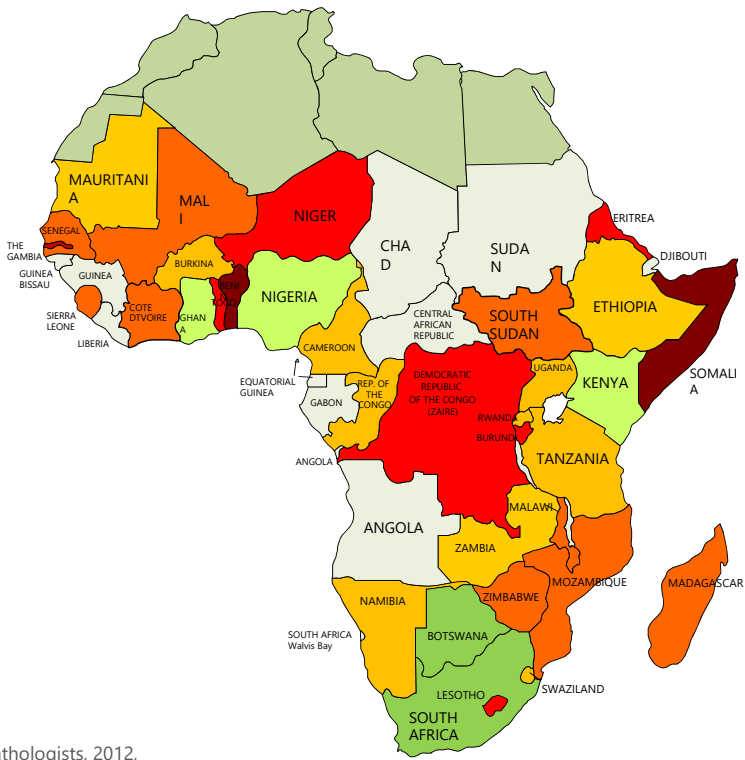 MAURITANI
A
MAL
I
NIGER
CHA
D
SUDA
N
ERITREA
DJIBOUTI
SENEGAL
THE
GAMBIA
GUINEA
BISSAU
GUINEA
SIERRA
LEONE
LIBERIA
COTE
DTVOIRE
BURKINA
GHAN
A
TOGO
BENI
NIGERIA
CAMEROON
CENTRAL
AFRICAN
REPUBLIC
SOUTH
SUDAN
ETHIOPIA
SOMALI
A
EQUATORIAL
GUINEA
GABON
REP. OF
THE
CONGO
DEMOCRATIC
REPUBLIC
OF THE CONGO
(ZAIRE)
UGANDA
KENYA
RWANDA
BURUNDI
TANZANIA
ANGOLA
ANGOLA
MALAWI
ZAMBIA
MOZAMBIQUE
MADAGASCAR
ZIMBABWE
NAMIBIA
BOTSWANA
SOUTH AFRICA
Walvis Bay
SWAZILAND
LESOTHO
SOUTH
AFRICA
nthologists, 2012,